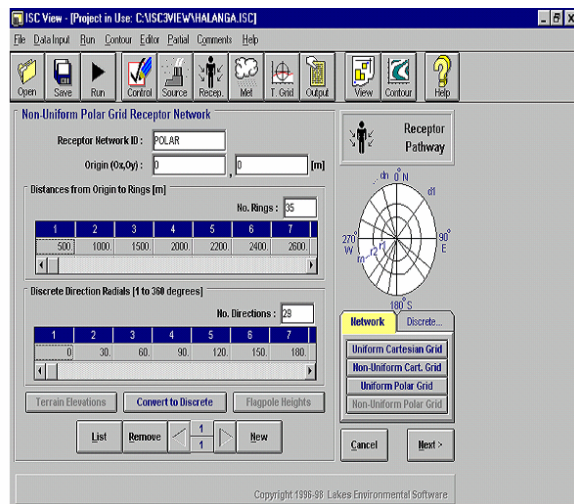 ISC View - [Project in Use: C:\ISC3VIEW\HALANGA.ISC]
File Data Input Run Contour Editor Partial Comments Help
Open Save Run Control Source Recep. Met T. Grid Output View Contour Help
Non-Uniform Polar Grid Receptor Network
Receptor Network ID : POLAR
Origin (Ox,Oy) : 0 , 0 [m]
Distances from Origin to Rings [m]
No. Rings : 35
1 2 3 4 5 6 7
500 1000. 1500. 2000. 2200. 2400. 2600.
Discrete Direction Radials [1 to 360 degrees]
No. Directions : 29
1 2 3 4 5 6 7
0 30. 60. 90. 120. 150. 180.
Terrain Elevations Convert to Discrete Flagpole Heights
List Remove 1 1 New
Receptor
Pathway
dn 0° N d1
270° W 90° E
rn r2 r1
180° S
Network Discrete...
Uniform Cartesian Grid
Non-Uniform Cart. Grid
Uniform Polar Grid
Non-Uniform Polar Grid
Cancel Next >
Copyright 1996-98 Lakes Environmental Software